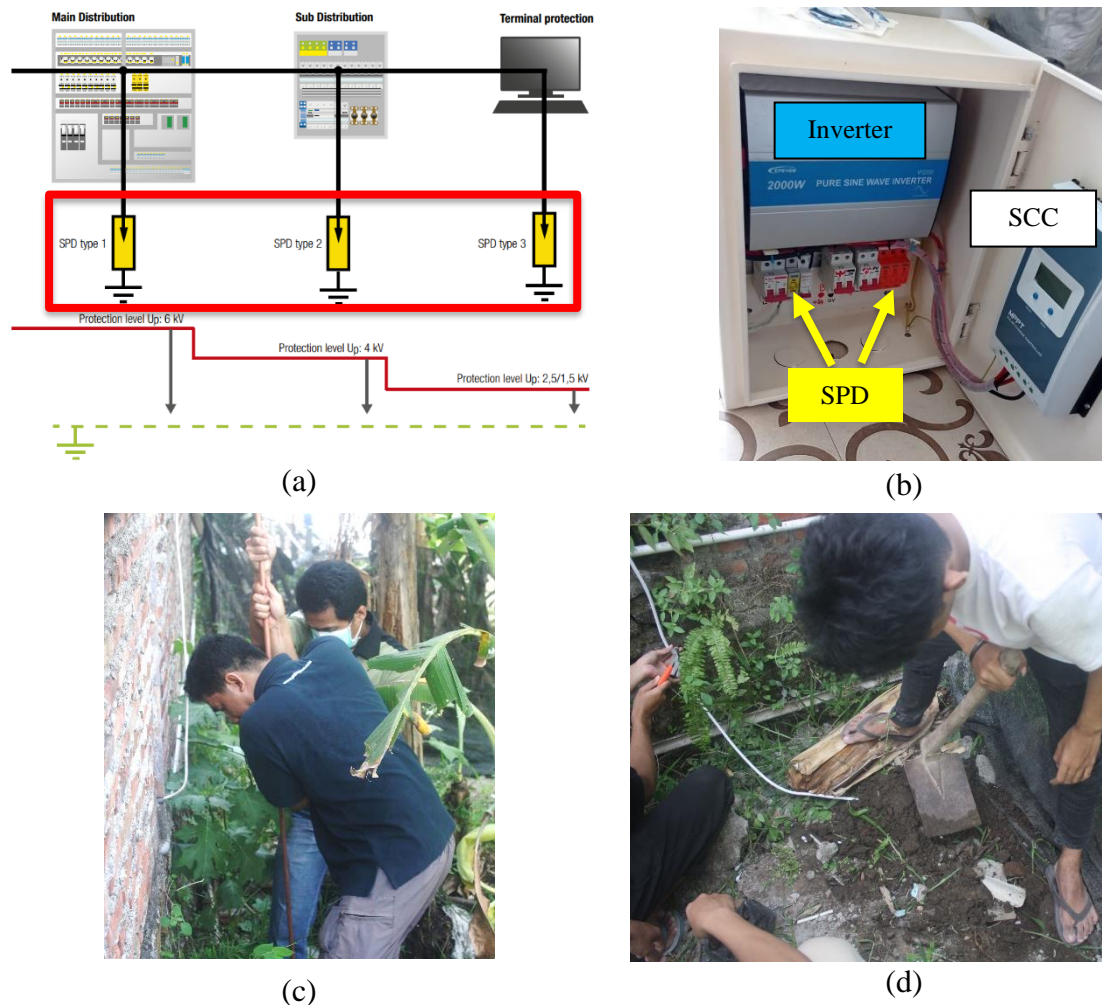 Main Distribution
Sub Distribution
Terminal protection
SPD type 1
SPD type 2
SPD type 3
Protection level Up: 6 kV
Protection level Up: 4 kV
Protection level Up: 2,5/1,5 kV
(a)
Inverter
2000W PURE SINE WAVE INVERTER
SCC
MPPT
SPD
(b)
(c)
(d)